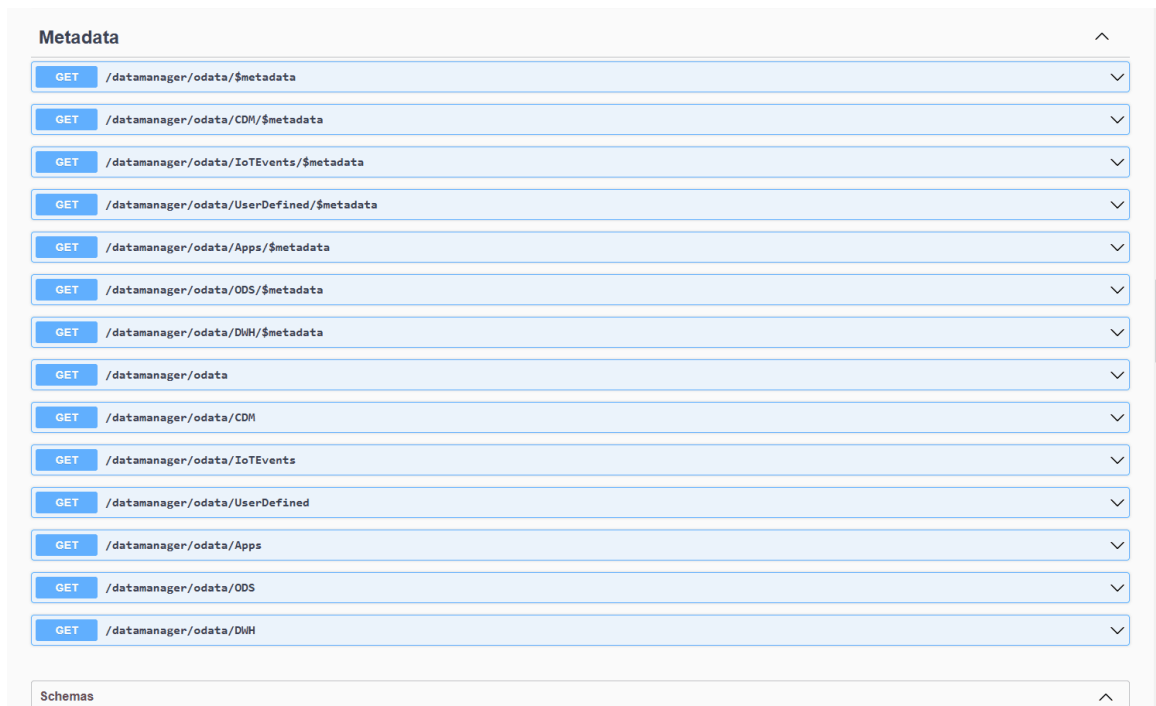 Metadata
GET /datamanager/odata/$metadata
GET /datamanager/odata/CDM/$metadata
GET /datamanager/odata/IoTEvents/$metadata
GET /datamanager/odata/UserDefined/$metadata
GET /datamanager/odata/Apps/$metadata
GET /datamanager/odata/ODS/$metadata
GET /datamanager/odata/DWH/$metadata
GET /datamanager/odata
GET /datamanager/odata/CDM
GET /datamanager/odata/IoTEvents
GET /datamanager/odata/UserDefined
GET /datamanager/odata/Apps
GET /datamanager/odata/ODS
GET /datamanager/odata/DWH
Schemas